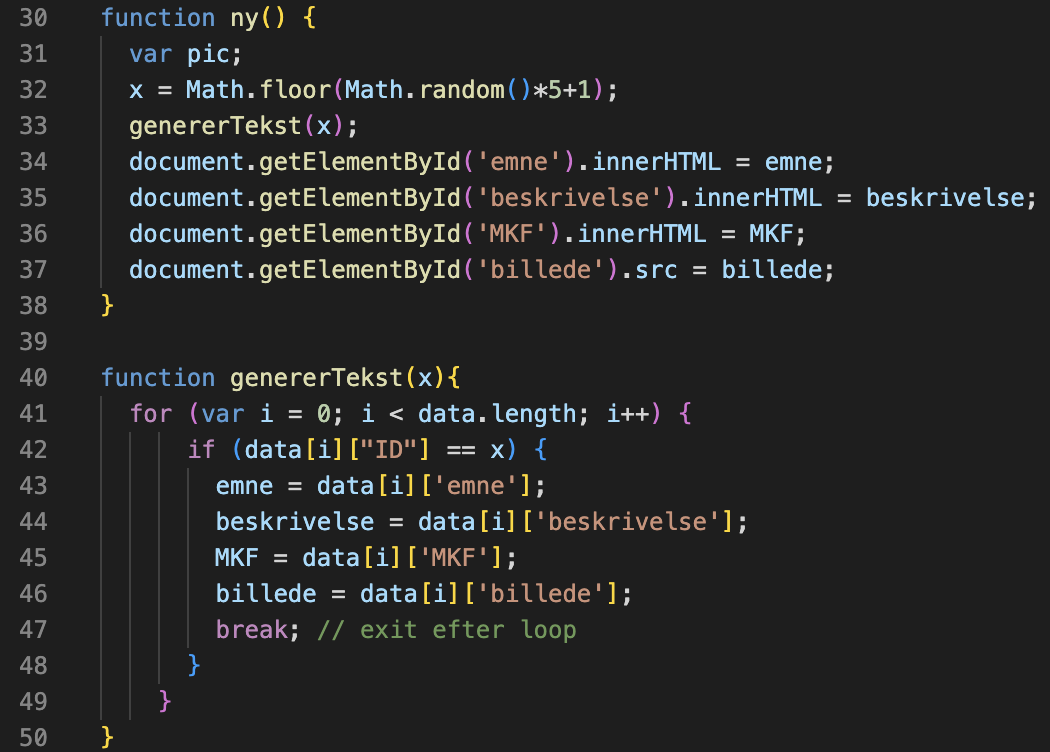 30 function ny() {
31 var pic;
32 x = Math.floor(Math.random()*5+1);
33 genererTekst(x);
34 document.getElementById('emne').innerHTML = emne;
35 document.getElementById('beskrivelse').innerHTML = beskrivelse;
36 document.getElementById('MKF').innerHTML = MKF;
37 document.getElementById('billede').src = billede;
38 }
39
40 function genererTekst(x){
41 for (var i = 0; i < data.length; i++) {
42 if (data[i]["ID"] == x) {
43 emne = data[i]['emne'];
44 beskrivelse = data[i]['beskrivelse'];
45 MKF = data[i]['MKF'];
46 billede = data[i]['billede'];
47 break; // exit efter loop
48 }
49 }
50 }